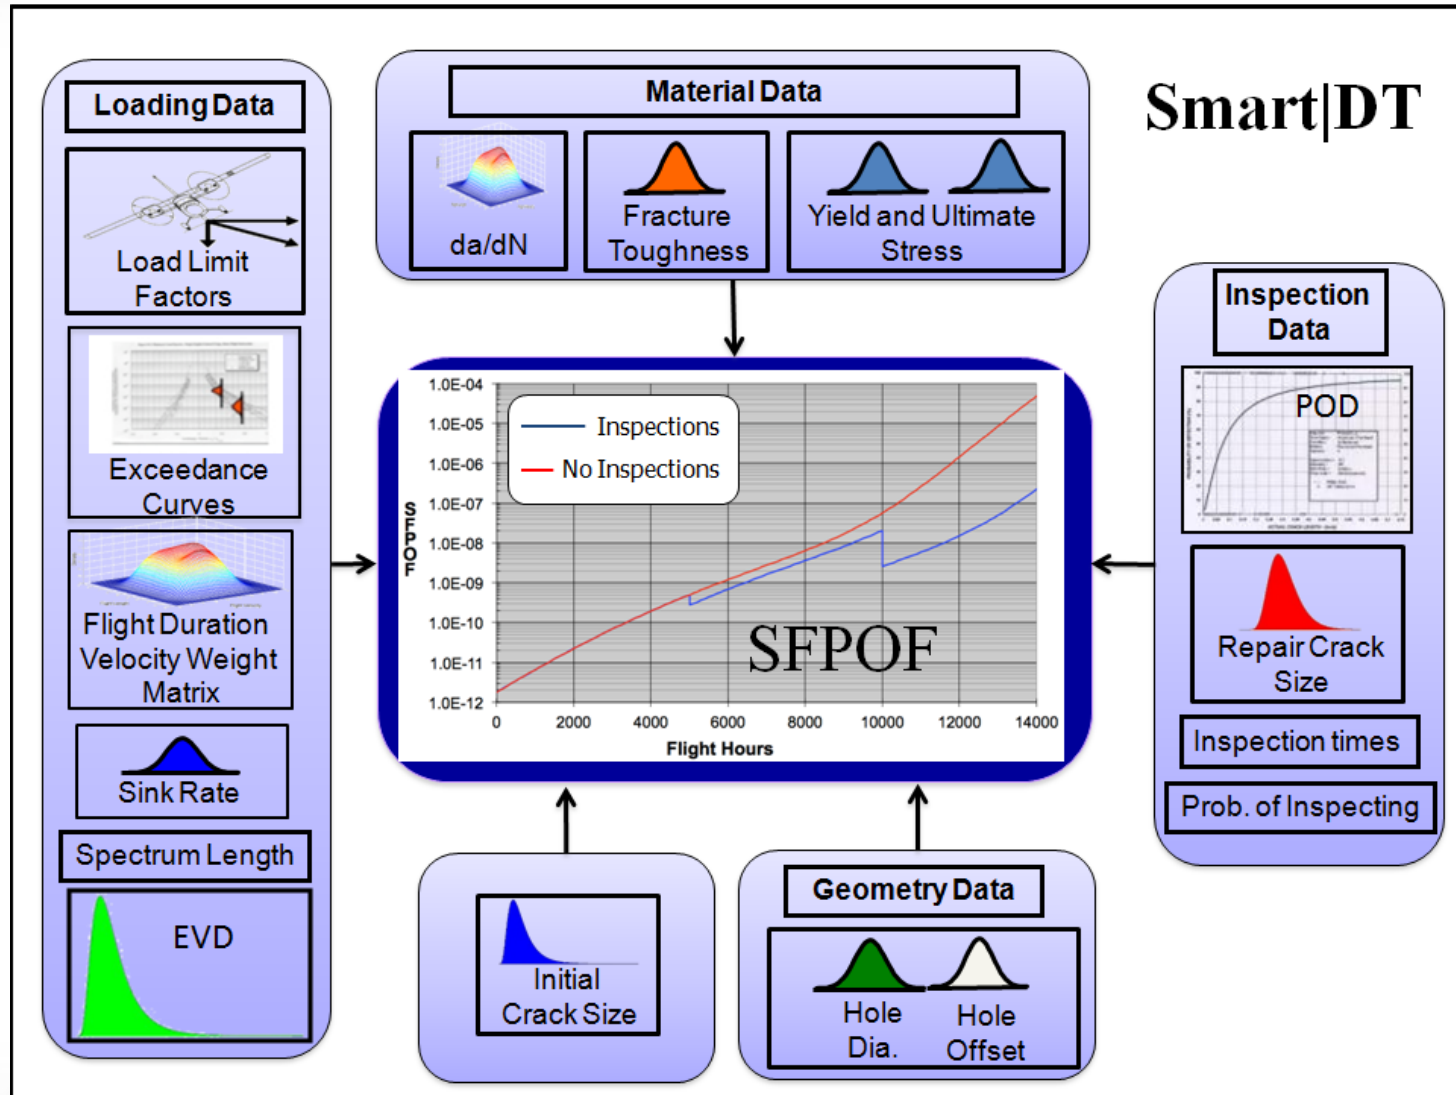 Smart|DT
Loading Data
Load Limit
Factors
Exceedance
Curves
Flight Duration
Velocity Weight
Matrix
Sink Rate
Spectrum Length
EVD
Material Data
da/dN
Fracture
Toughness
Yield and Ultimate
Stress
1.0E-04
1.0E-05
1.0E-06
1.0E-07
1.0E-08
1.0E-09
1.0E-10
1.0E-11
1.0E-12
SFPOF
Inspections
No Inspections
SFPOF
0 2000 4000 6000 8000 10000 12000 14000
Flight Hours
Initial
Crack Size
Geometry Data
Hole
Dia.
Hole
Offset
Inspection
Data
POD
Repair Crack
Size
Inspection times
Prob. of Inspecting